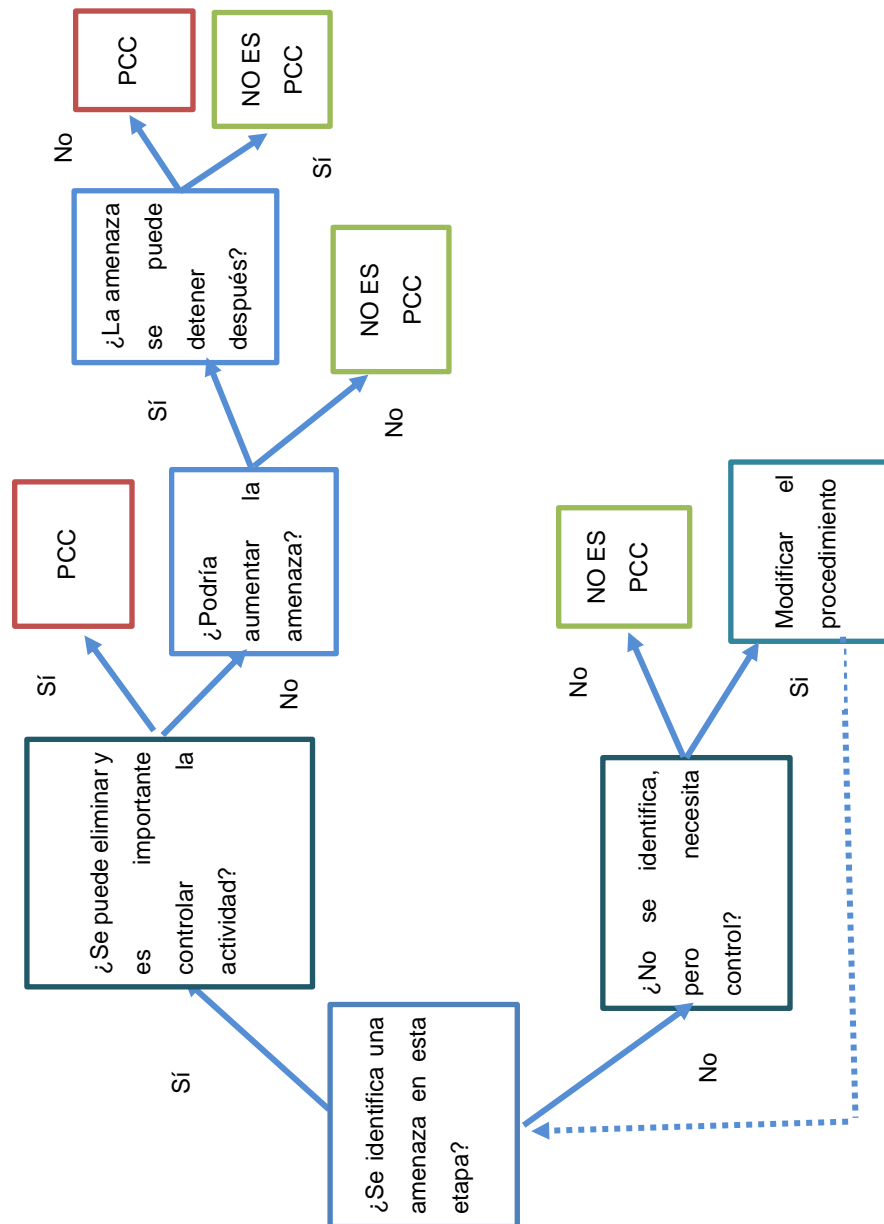 ¿Se identifica una
amenaza en esta
etapa?
Sí
No
¿Se puede eliminar y
es importante la
controlar
actividad?
Sí
No
PCC
¿Podría la
aumentar
amenaza?
Sí
No
¿La amenaza
se puede
detener
después?
No
Sí
PCC
NO ES
PCC
NO ES
PCC
¿No se identifica,
pero necesita
control?
No
Si
NO ES
PCC
Modificar el
procedimiento